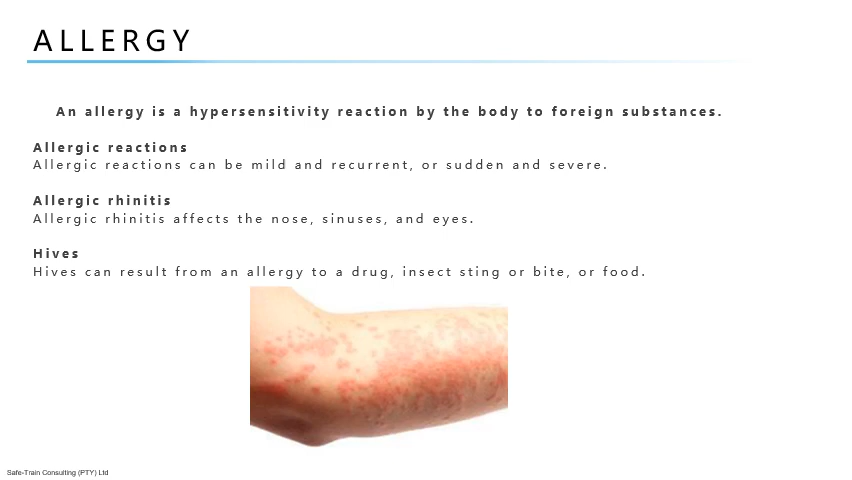 ALLERGY
An allergy is a hypersensitivity reaction by the body to foreign substances.
Allergic reactions
Allergic reactions can be mild and recurrent, or sudden and severe.
Allergic rhinitis
Allergic rhinitis affects the nose, sinuses, and eyes.
Hives
Hives can result from an allergy to a drug, insect sting or bite, or food.
Safe-Train Consulting (PTY) Ltd